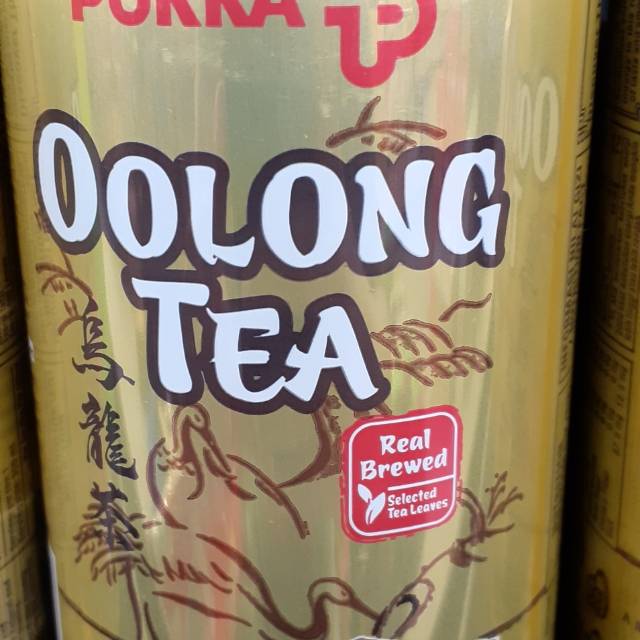 POKKA
OOLONG
TEA
烏龍茶
Real
Brewed
Selected
Tea Leaves